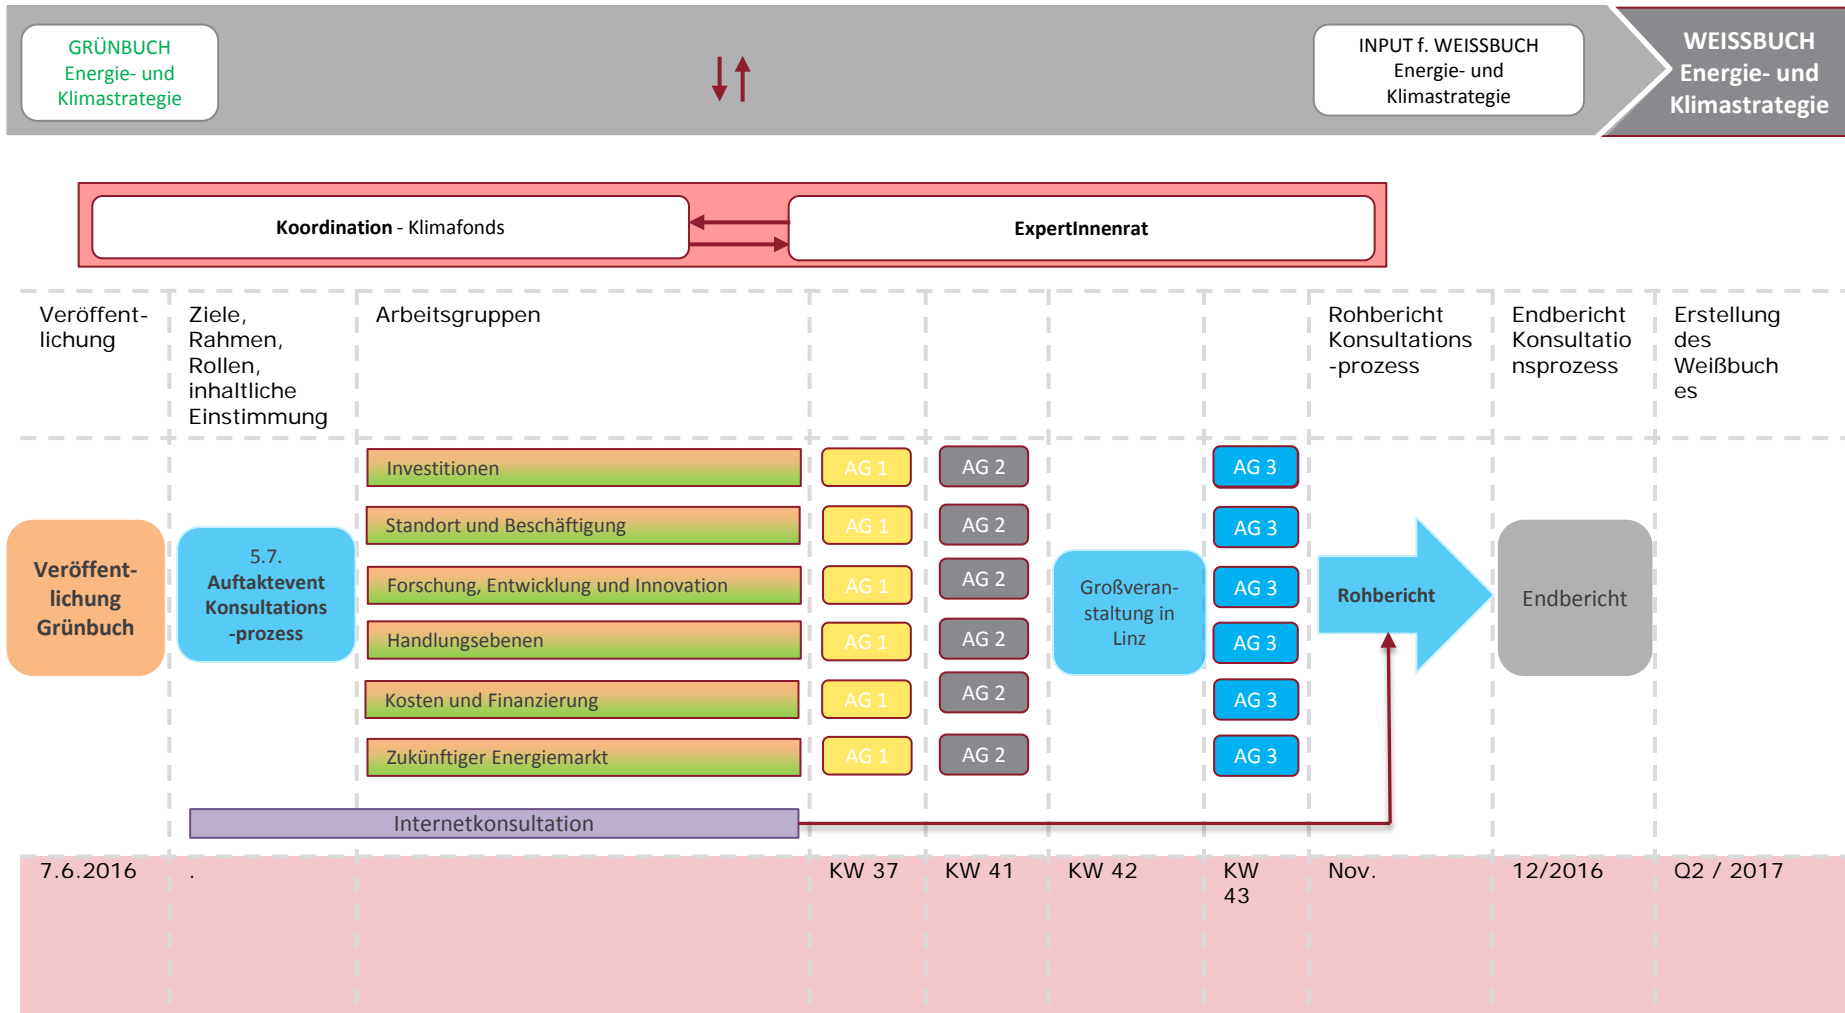 GRÜNBUCH
Energie- und
Klimastrategie
INPUT f. WEISSBUCH
Energie- und
Klimastrategie
WEISSBUCH
Energie- und
Klimastrategie
Koordination - Klimafonds
ExpertInnenrat
Veröffent-
lichung
Ziele,
Rahmen,
Rollen,
inhaltliche
Einstimmung
Arbeitsgruppen
Rohbericht
Konsultations
-prozess
Endbericht
Konsultatio
nsprozess
Erstellung
des
Weißbuch
es
Veröffent-
lichung
Grünbuch
5.7.
Auftaktevent
Konsultations
-prozess
Investitionen
AG 1
AG 2
AG 3
Standort und Beschäftigung
AG 1
AG 2
AG 3
Forschung, Entwicklung und Innovation
AG 1
AG 2
AG 3
Handlungsebenen
AG 1
AG 2
AG 3
Kosten und Finanzierung
AG 1
AG 2
AG 3
Zukünftiger Energiemarkt
AG 1
AG 2
AG 3
Großveran-
staltung in
Linz
Rohbericht
Endbericht
Internetkonsultation
7.6.2016
.
KW 37
KW 41
KW 42
KW
43
Nov.
12/2016
Q2 / 2017